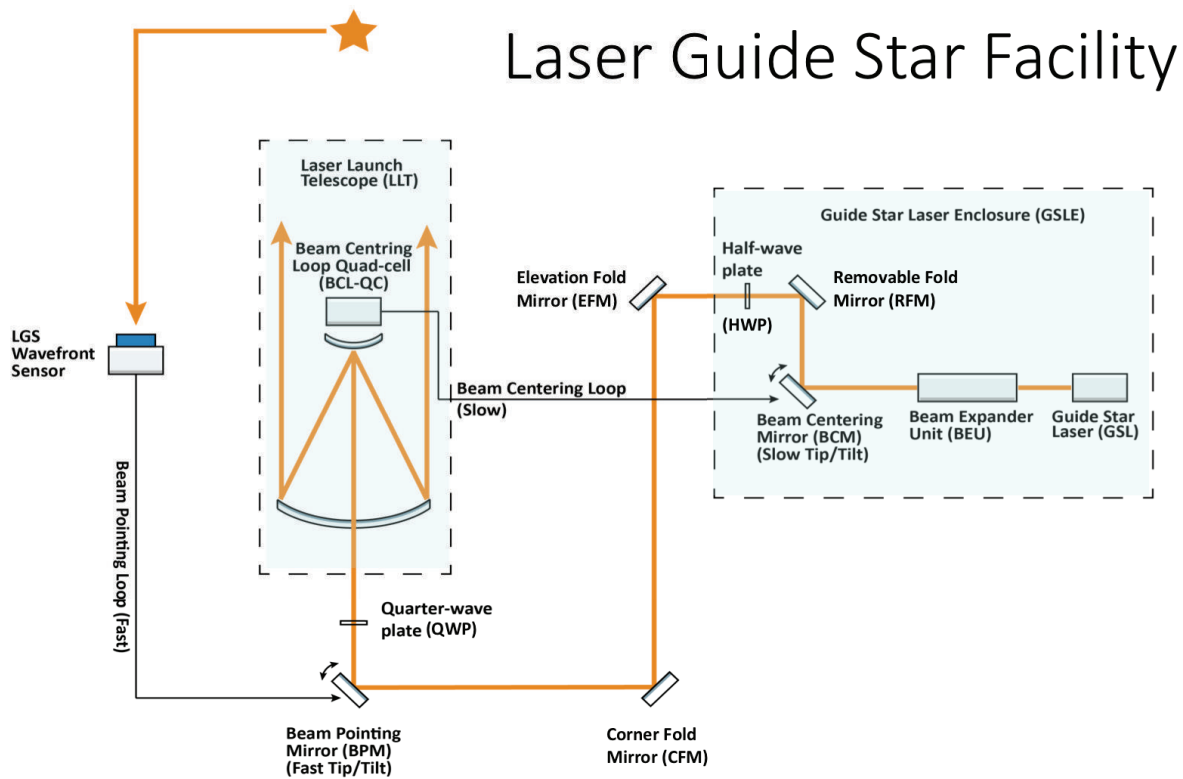 Laser Guide Star Facility
Laser Launch
Telescope (LLT)
Beam Centring
Loop Quad-cell
(BCL-QC)
Guide Star Laser Enclosure (GSLE)
Half-wave
plate
(HWP)
Removable Fold
Mirror (RFM)
Elevation Fold
Mirror (EFM)
LGS
Wavefront
Sensor
Beam Centering Loop
(Slow)
Beam Centering
Mirror (BCM)
(Slow Tip/Tilt)
Beam Expander
Unit (BEU)
Guide Star
Laser (GSL)
Beam Pointing Loop (Fast)
Quarter-wave
plate (QWP)
Beam Pointing
Mirror (BPM)
(Fast Tip/Tilt)
Corner Fold
Mirror (CFM)